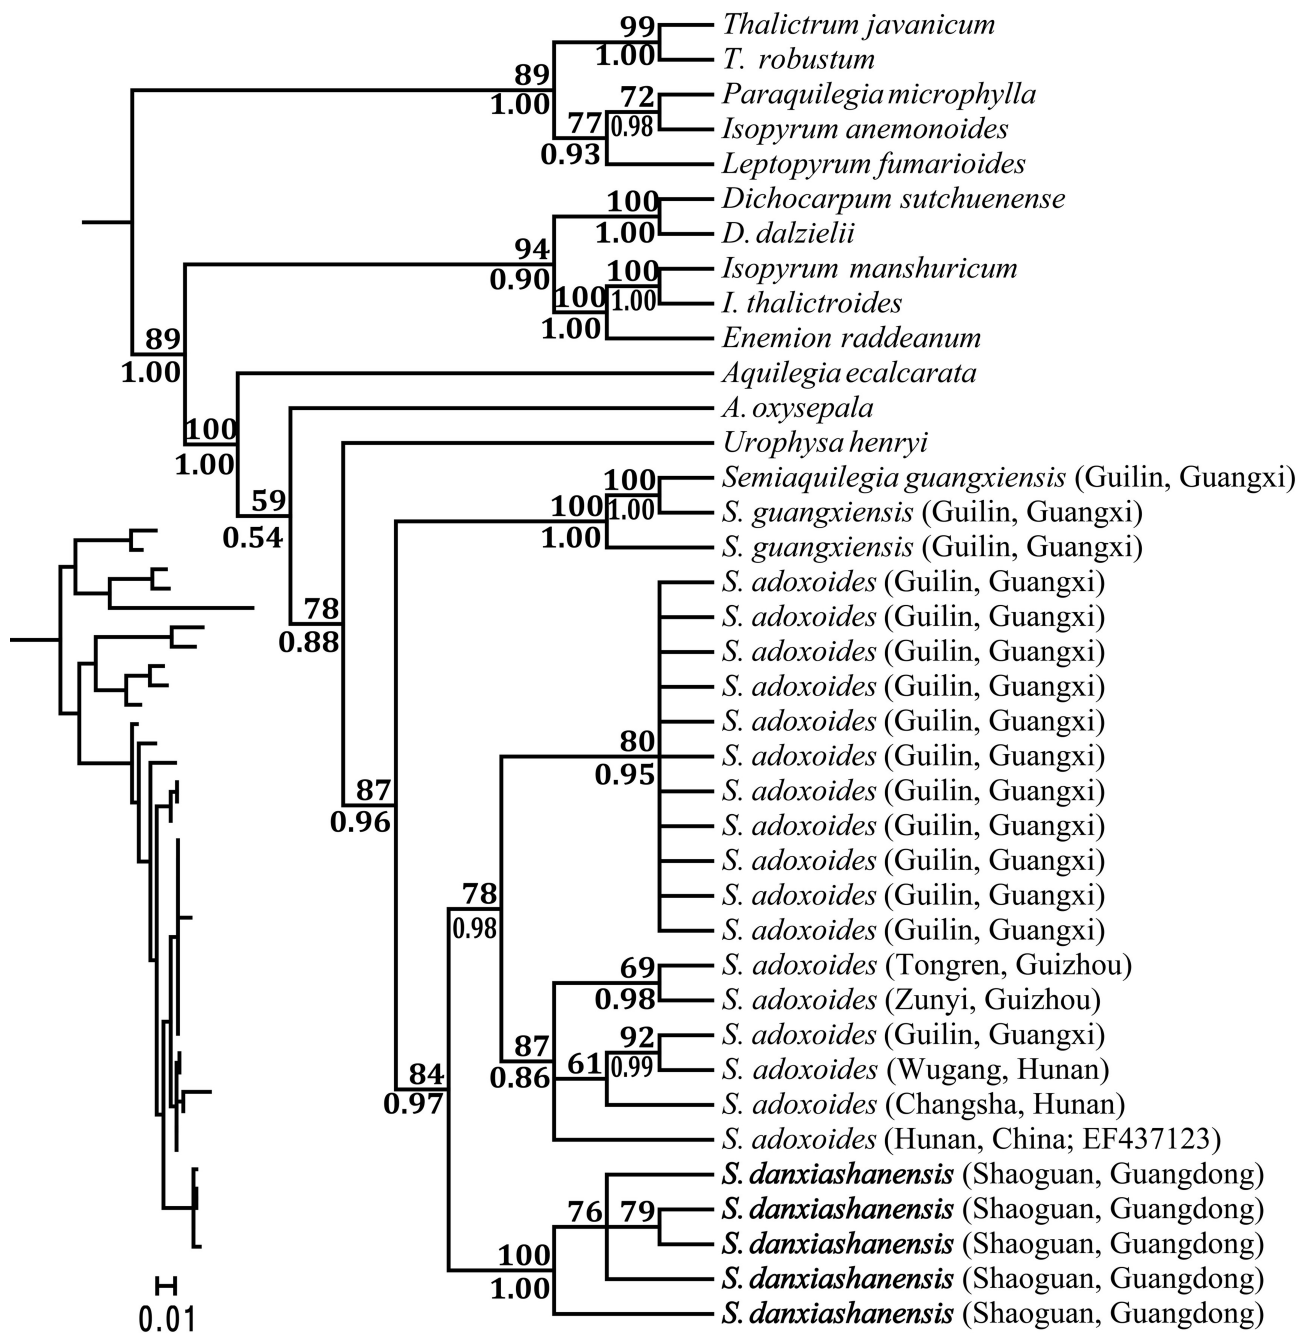 Thalictrum javanicum
99
1.00
T. robustum
89
1.00
72
0.98
Paraquilegia microphylla
77
0.93
Isopyrum anemonoides
Leptopyrum fumarioides
100
1.00
Dichocarpum sutchuenense
D. dalzielii
94
0.90
100
1.00
Isopyrum manshuricum
100
1.00
I. thalictroides
Enemion raddeanum
89
1.00
Aquilegia ecalcarata
A. oxysepala
100
1.00
Urophysa henryi
59
0.54
100
1.00
Semiaquilegia guangxiensis (Guilin, Guangxi)
100
1.00
S. guangxiensis (Guilin, Guangxi)
S. guangxiensis (Guilin, Guangxi)
78
0.88
S. adoxoides (Guilin, Guangxi)
S. adoxoides (Guilin, Guangxi)
S. adoxoides (Guilin, Guangxi)
S. adoxoides (Guilin, Guangxi)
S. adoxoides (Guilin, Guangxi)
80
0.95
S. adoxoides (Guilin, Guangxi)
87
0.96
S. adoxoides (Guilin, Guangxi)
S. adoxoides (Guilin, Guangxi)
S. adoxoides (Guilin, Guangxi)
78
0.98
S. adoxoides (Guilin, Guangxi)
S. adoxoides (Guilin, Guangxi)
69
0.98
S. adoxoides (Tongren, Guizhou)
S. adoxoides (Zunyi, Guizhou)
92
0.99
S. adoxoides (Guilin, Guangxi)
87
0.86
61
S. adoxoides (Wugang, Hunan)
84
0.97
S. adoxoides (Changsha, Hunan)
S. adoxoides (Hunan, China; EF437123)
S. danxiashanensis (Shaoguan, Guangdong)
76
79
S. danxiashanensis (Shaoguan, Guangdong)
S. danxiashanensis (Shaoguan, Guangdong)
100
1.00
S. danxiashanensis (Shaoguan, Guangdong)
S. danxiashanensis (Shaoguan, Guangdong)
0.01